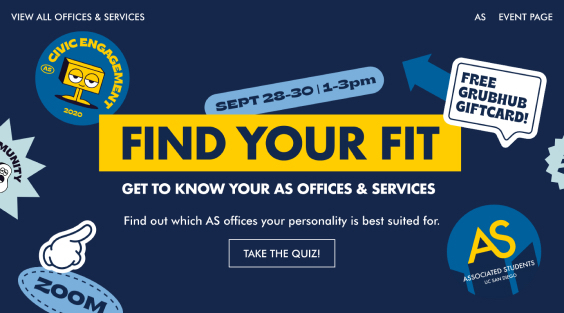 VIEW ALL OFFICES & SERVICES
AS EVENT PAGE
CIVIC ENGAGEMENT
AS
2020
SEPT 28-30 | 1-3pm
FREE
GRUBHUB
GIFTCARD!
FIND YOUR FIT
GET TO KNOW YOUR AS OFFICES & SERVICES
Find out which AS offices your personality is best suited for.
TAKE THE QUIZ!
ZOOM
AS
ASSOCIATED STUDENTS
UC SAN DIEGO